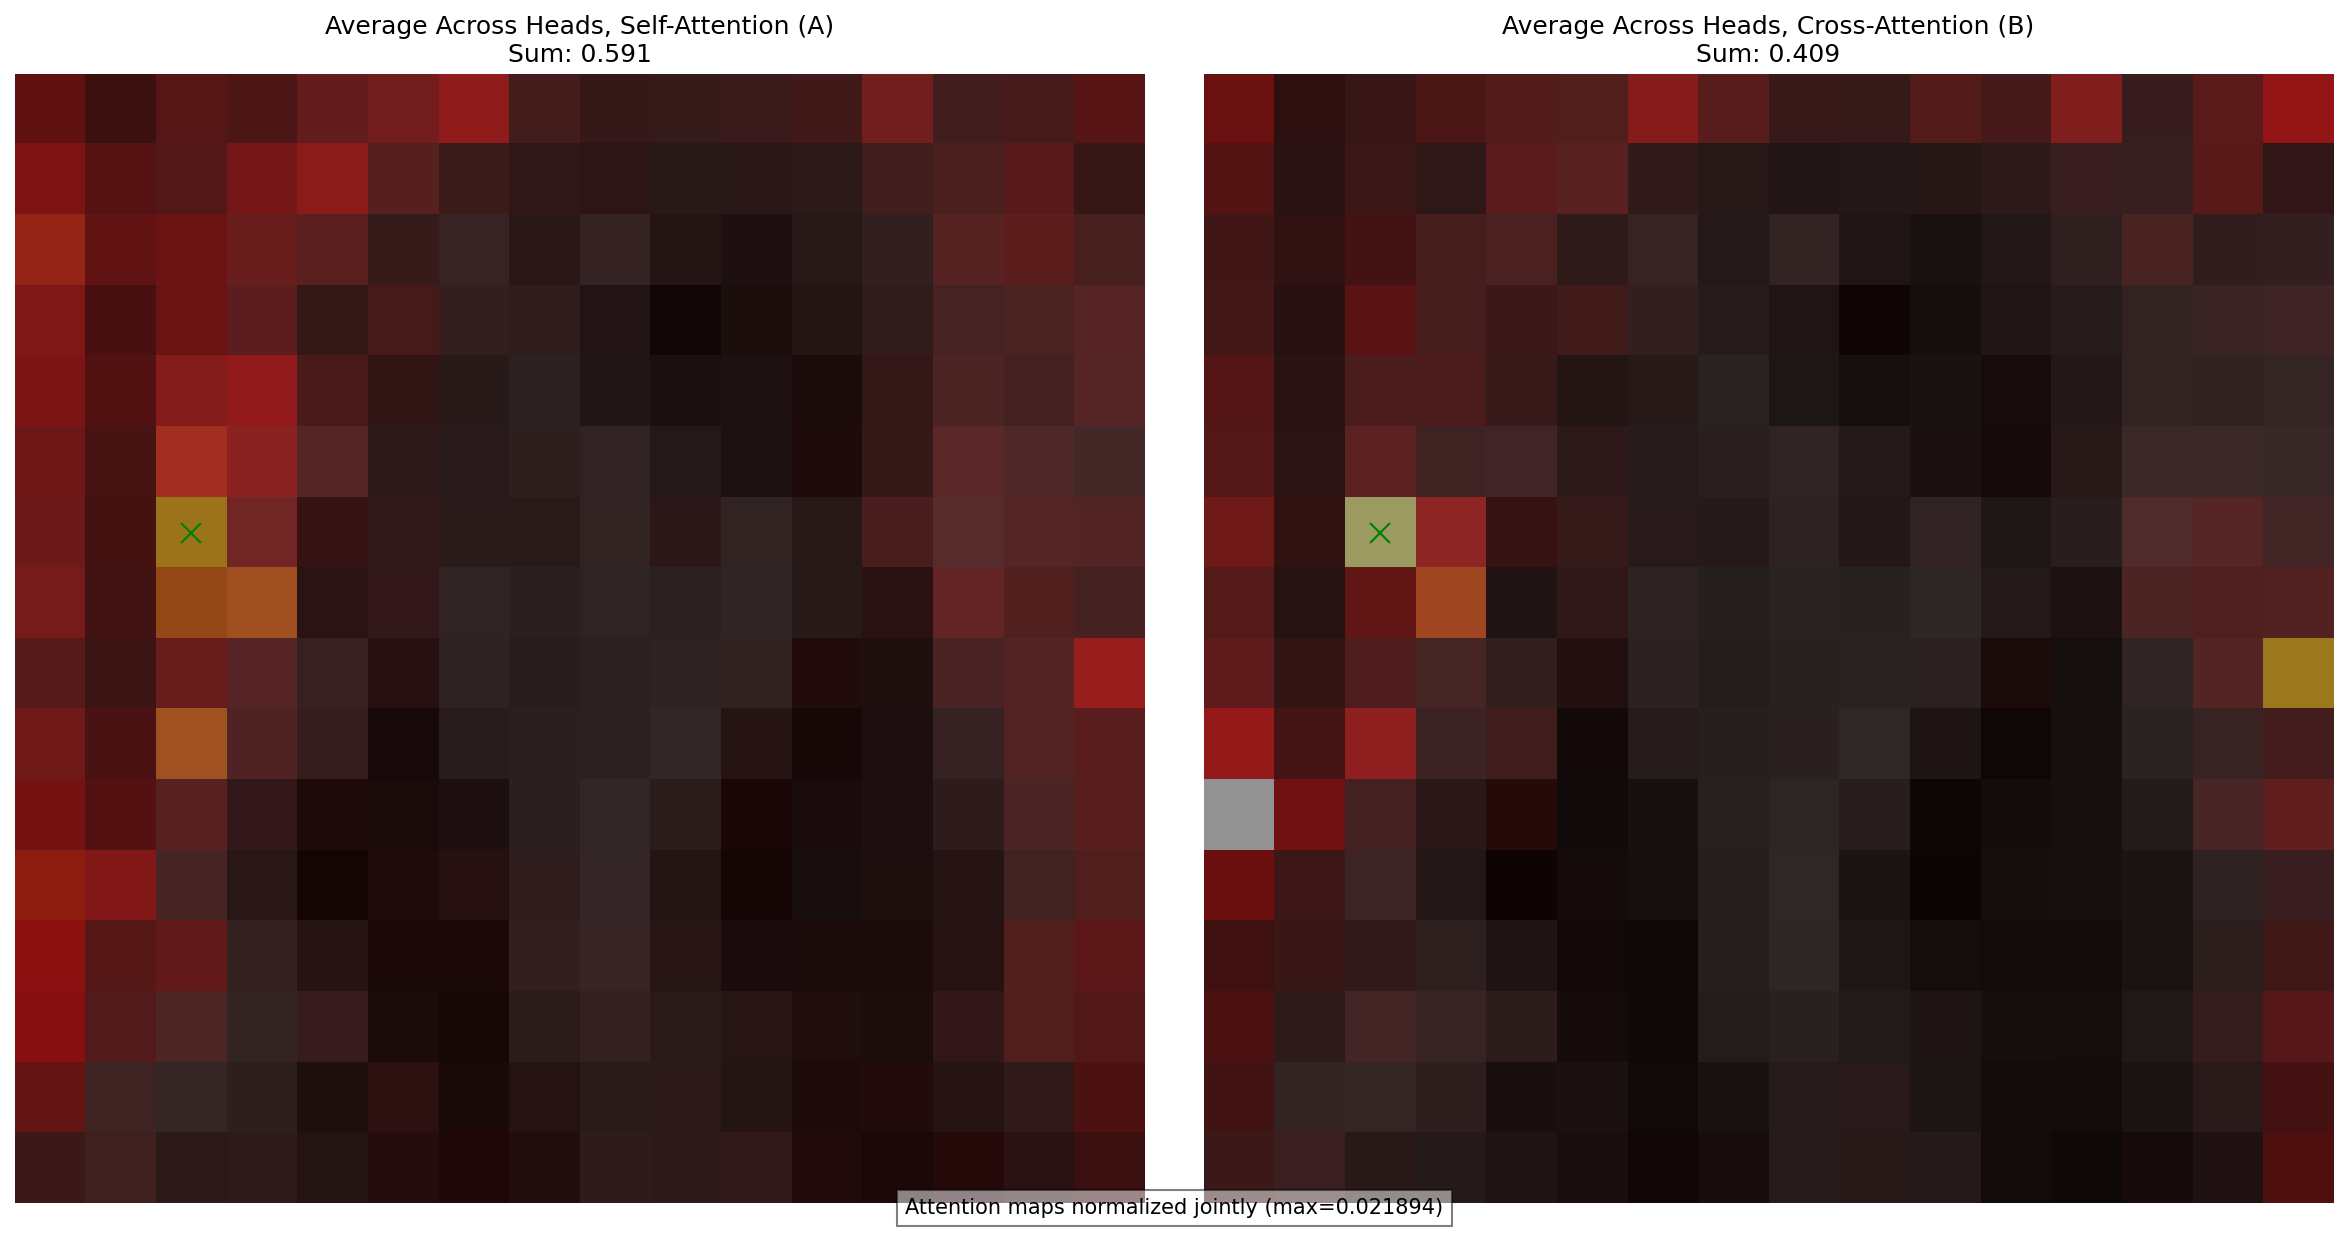 Average Across Heads, Self-Attention (A)
Sum: 0.591
Average Across Heads, Cross-Attention (B)
Sum: 0.409
Attention maps normalized jointly (max=0.021894)